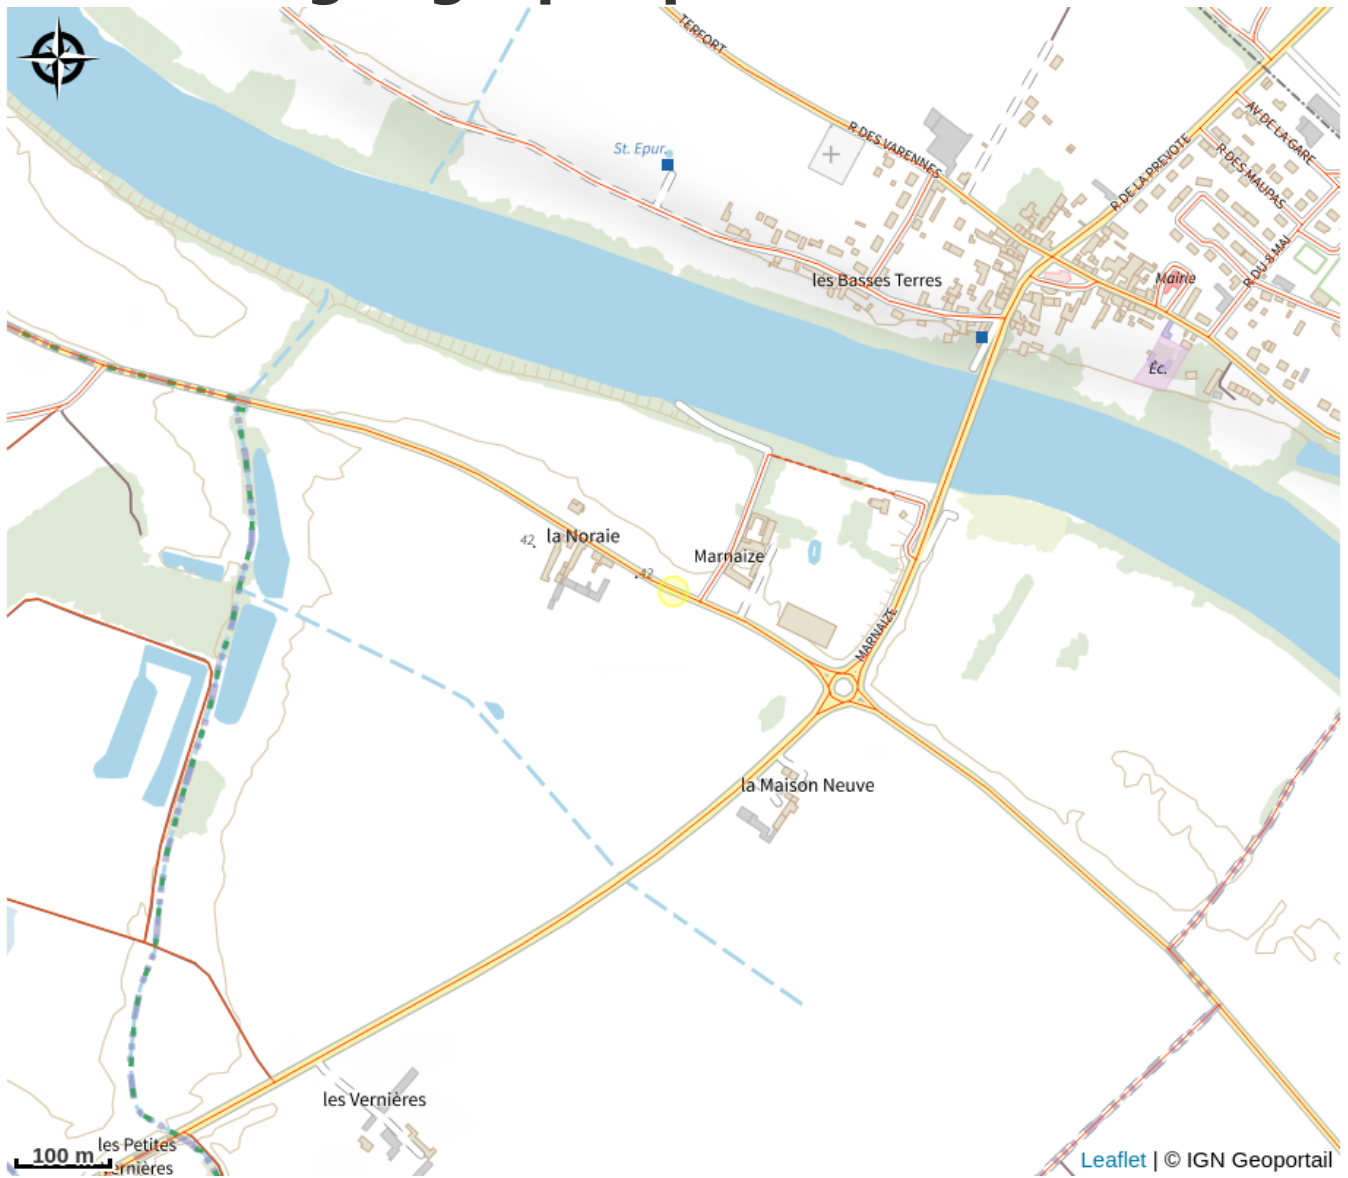 TERFORT
R DES VARENNES
St. Epur.
AV DE LA GARE
R DE LA PREVOTE
R DES MAUPAS
R DU 8 MAI
les Basses Terres
Mairie
Éc.
42
la Noraie
Marnaize
42
MARNAIZE
la Maison Neuve
les Vernières
les Petites
100 m
Leaflet | © IGN Geoportail